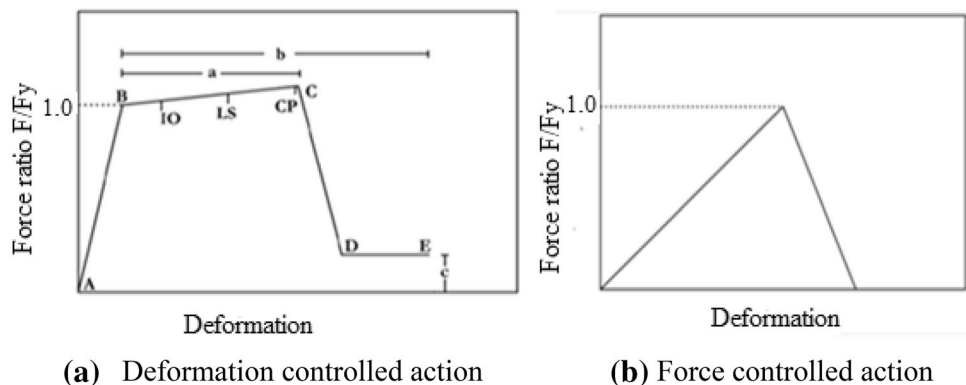 Force ratio F/Fy
1.0
b
a
B
C
IO
LS
CP
D
E
c
A
Deformation
(a) Deformation controlled action
Force ratio F/Fy
1.0
Deformation
(b) Force controlled action